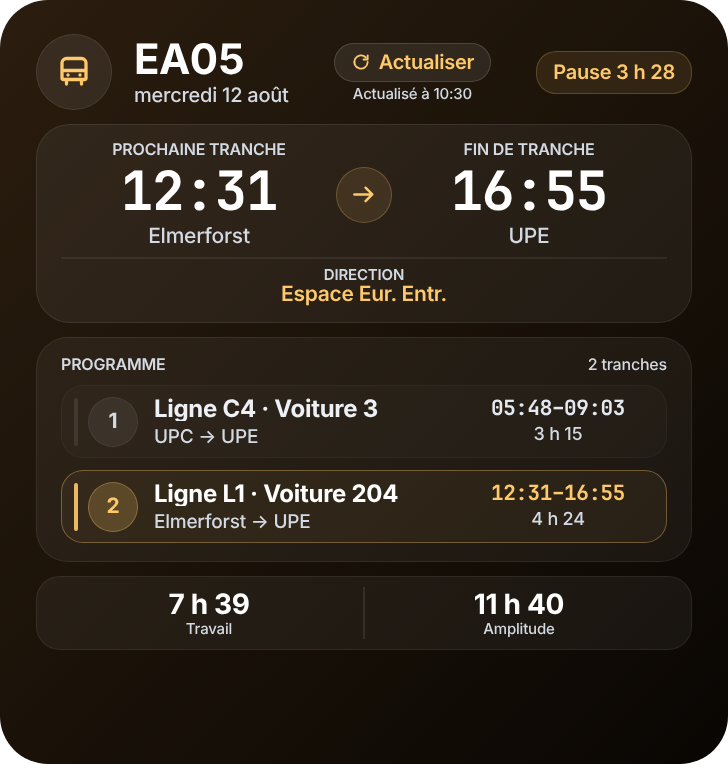 EA05
mercredi 12 août
Actualiser
Actualisé à 10:30
Pause 3 h 28
PROCHAINE TRANCHE
12:31
Elmerforst
→
FIN DE TRANCHE
16:55
UPE
DIRECTION
Espace Eur. Entr.
PROGRAMME
2 tranches
1
Ligne C4 · Voiture 3
UPC → UPE
05:48–09:03
3 h 15
2
Ligne L1 · Voiture 204
Elmerforst → UPE
12:31–16:55
4 h 24
7 h 39
Travail
11 h 40
Amplitude